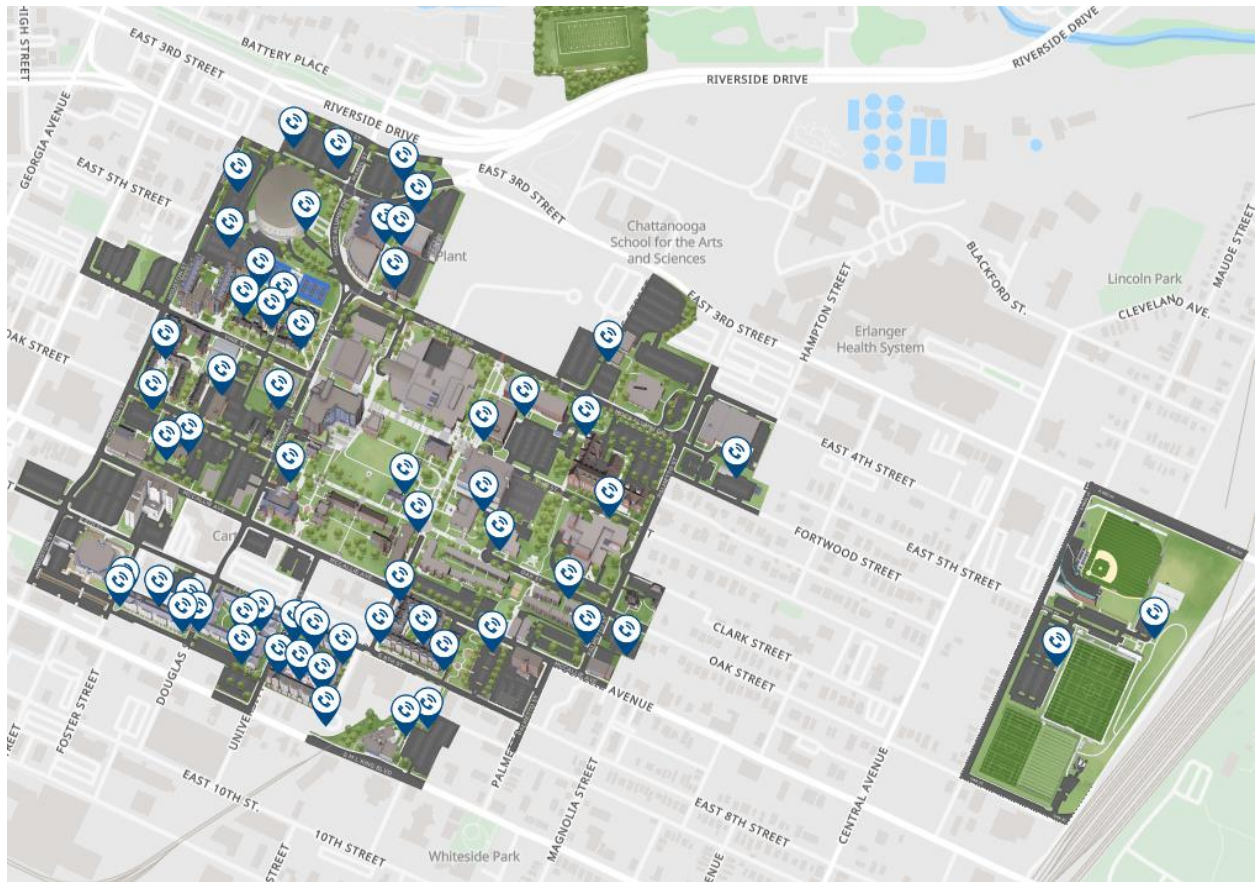 HIGH STREET
EAST 3RD STREET
BATTERY PLACE
RIVERSIDE DRIVE
RIVERSIDE DRIVE
RIVERSIDE DRIVE
GEORGIA AVENUE
EAST 5TH STREET
EAST 3RD STREET
Chattanooga
School for the Arts
and Sciences
Plant
BLACKFORD ST.
MAUDE STREET
Lincoln Park
CLEVELAND AVE.
HAMPTON STREET
EAST 3RD STREET
Erlanger
Health System
OAK STREET
EAST 4TH STREET
EAST 5TH STREET
FORTWOOD STREET
CLARK STREET
OAK STREET
AVENUE
FOSTER STREET
DOUGLAS
E M L KING BLVD
EAST 10TH ST.
10TH STREET
STREET
Whiteside Park
MAGNOLIA STREET
EAST 8TH STREET
CENTRAL AVENUE